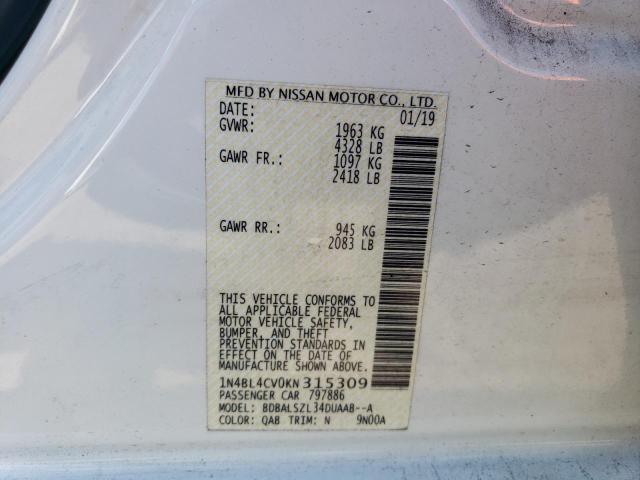 MFD BY NISSAN MOTOR CO., LTD.
DATE: 01/19
GVWR: 1963 KG
4328 LB
GAWR FR.: 1097 KG
2418 LB
GAWR RR.: 945 KG
2083 LB
THIS VEHICLE CONFORMS TO
ALL APPLICABLE FEDERAL
MOTOR VEHICLE SAFETY,
BUMPER, AND THEFT
PREVENTION STANDARDS
IN EFFECT ON THE DATE OF
MANUFACTURE SHOWN ABOVE.
1N4BL4CV0KN315309
PASSENGER CAR 797886
MODEL: BDBALSZL34DUAAB--A
COLOR: QAB TRIM: N 9N00A